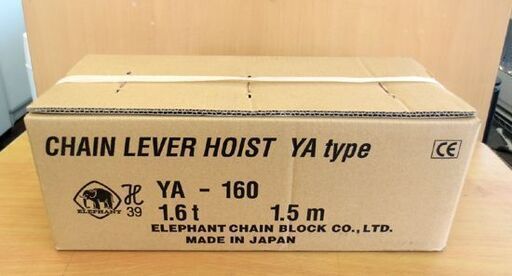 CHAIN LEVER HOIST YA type
CE
ELEPHANT
H
39
YA - 160
1.6 t 1.5 m
ELEPHANT CHAIN BLOCK CO., LTD.
MADE IN JAPAN